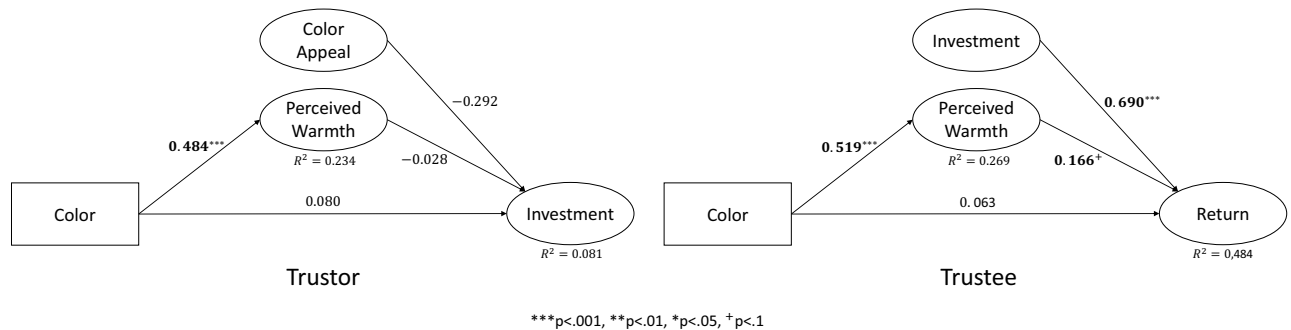 Color
Appeal
−0.292
Perceived
Warmth
R² = 0.234
0.484***
−0.028
Color
0.080
Investment
R² = 0.081
Trustor
Investment
0.690***
Perceived
Warmth
R² = 0.269
0.519***
0.166⁺
Color
0.063
Return
R² = 0,484
Trustee
***p<.001, **p<.01, *p<.05, ⁺p<.1